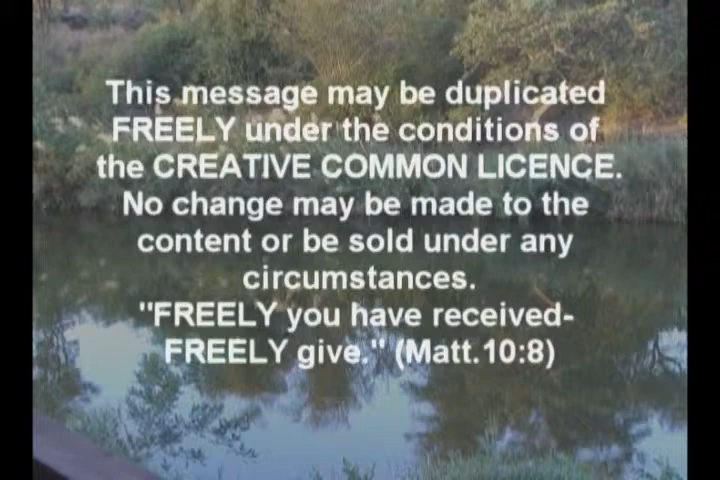 This message may be duplicated
FREELY under the conditions of
the CREATIVE COMMON LICENCE.
No change may be made to the
content or be sold under any
circumstances.
"FREELY you have received-
FREELY give." (Matt.10:8)